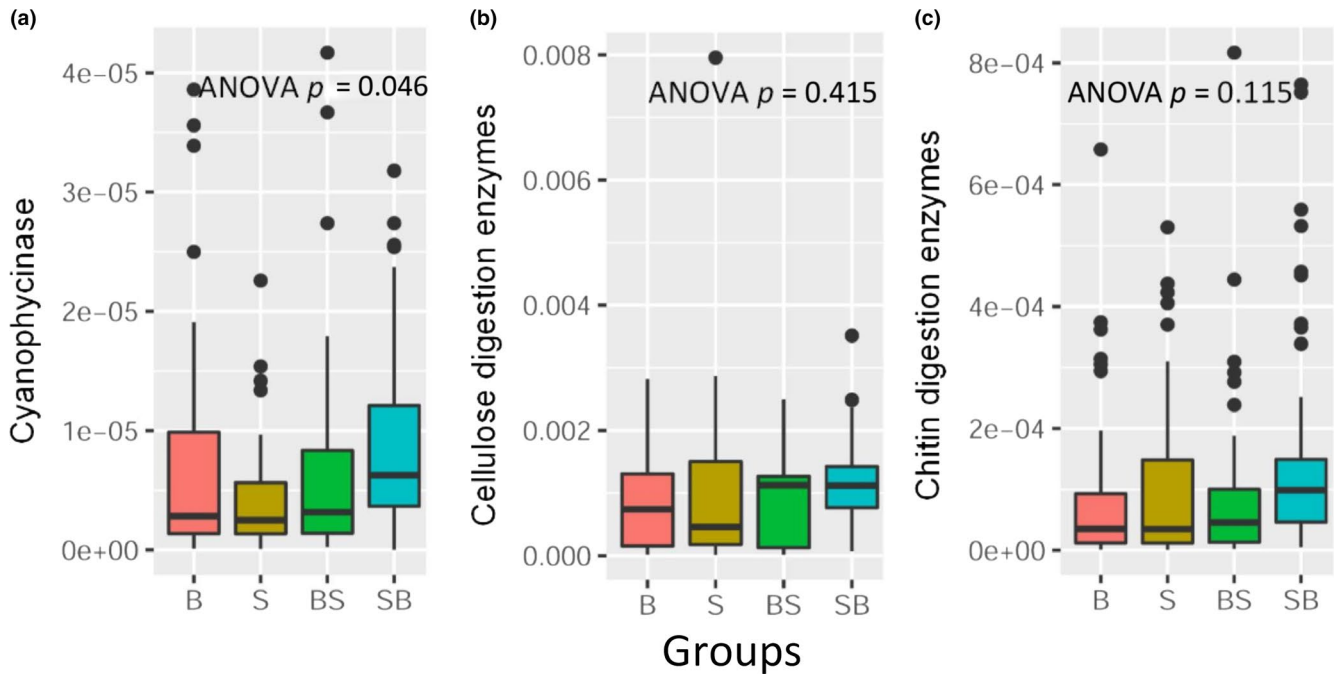 (a)
Cyanophycinase
4e−05
3e−05
2e−05
1e−05
0e+00
ANOVA p = 0.046
B S BS SB
(b)
Cellulose digestion enzymes
0.008
0.006
0.004
0.002
0.000
ANOVA p = 0.415
B S BS SB
(c)
Chitin digestion enzymes
8e−04
6e−04
4e−04
2e−04
0e+00
ANOVA p = 0.115
B S BS SB
Groups